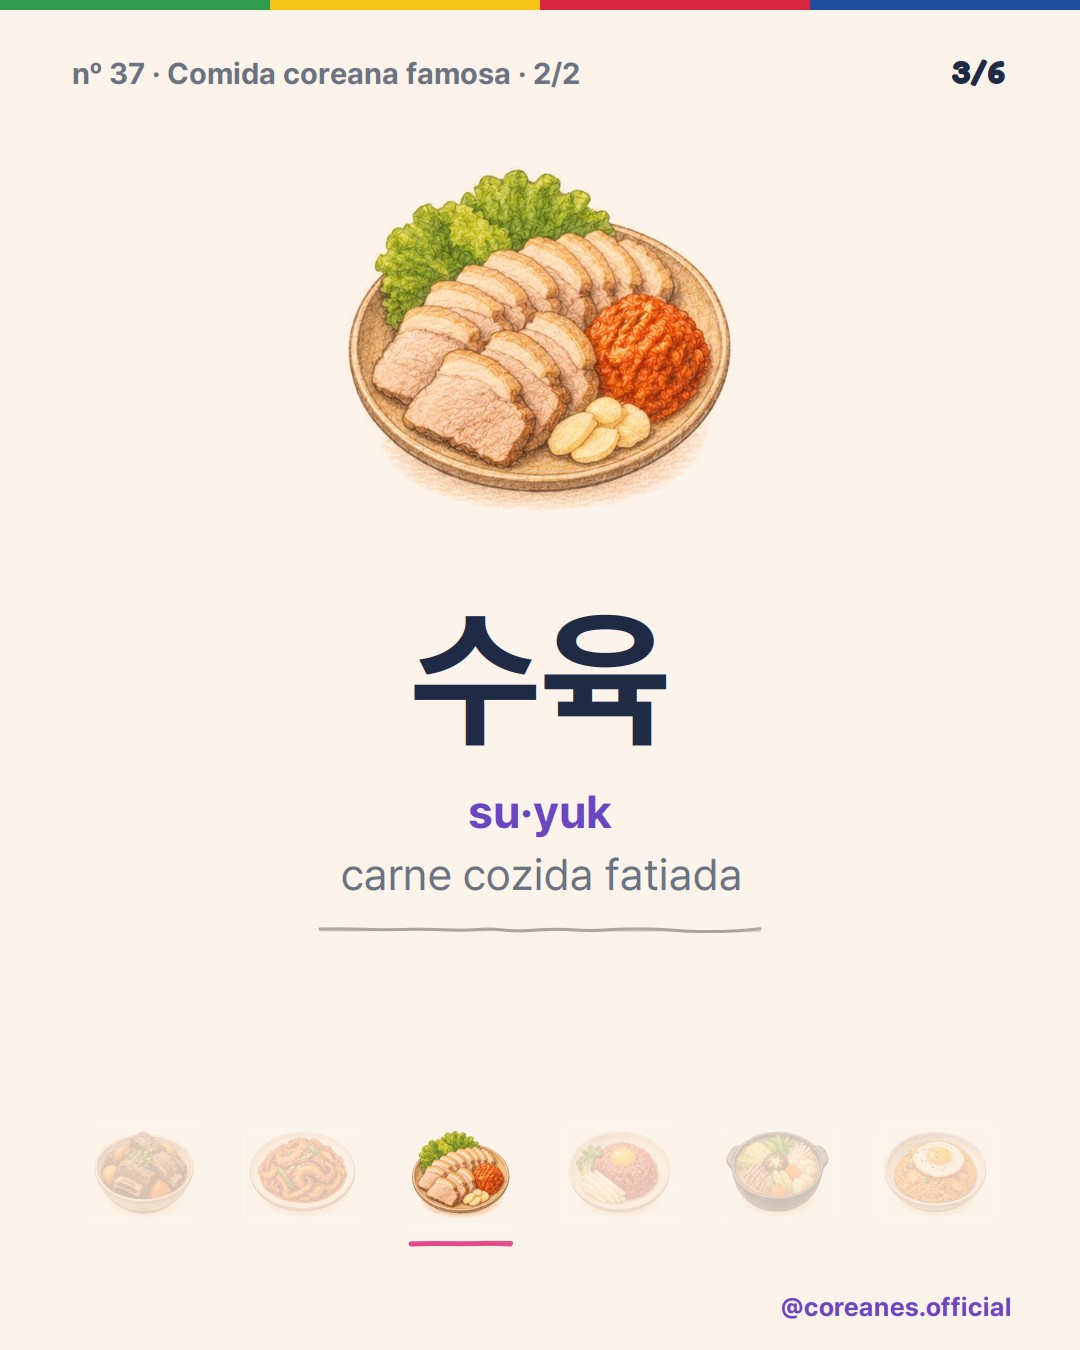 nº 37 · Comida coreana famosa · 2/2
3/6
수육
su·yuk
carne cozida fatiada
@coreanes.official